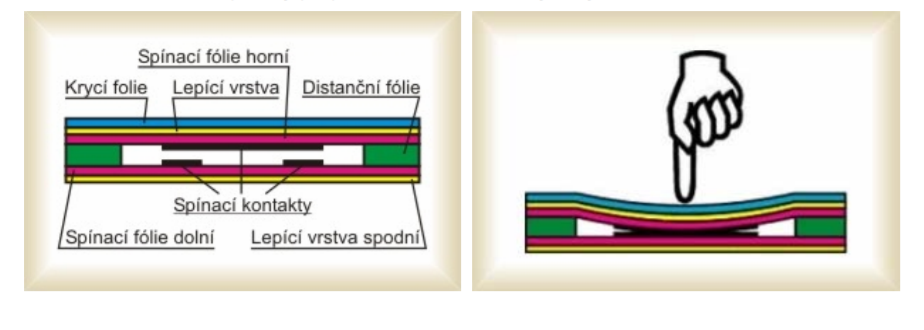 Spínací fólie horní
Krycí folie Lepící vrstva Distanční fólie
Spínací kontakty
Spínací fólie dolní Lepící vrstva spodní